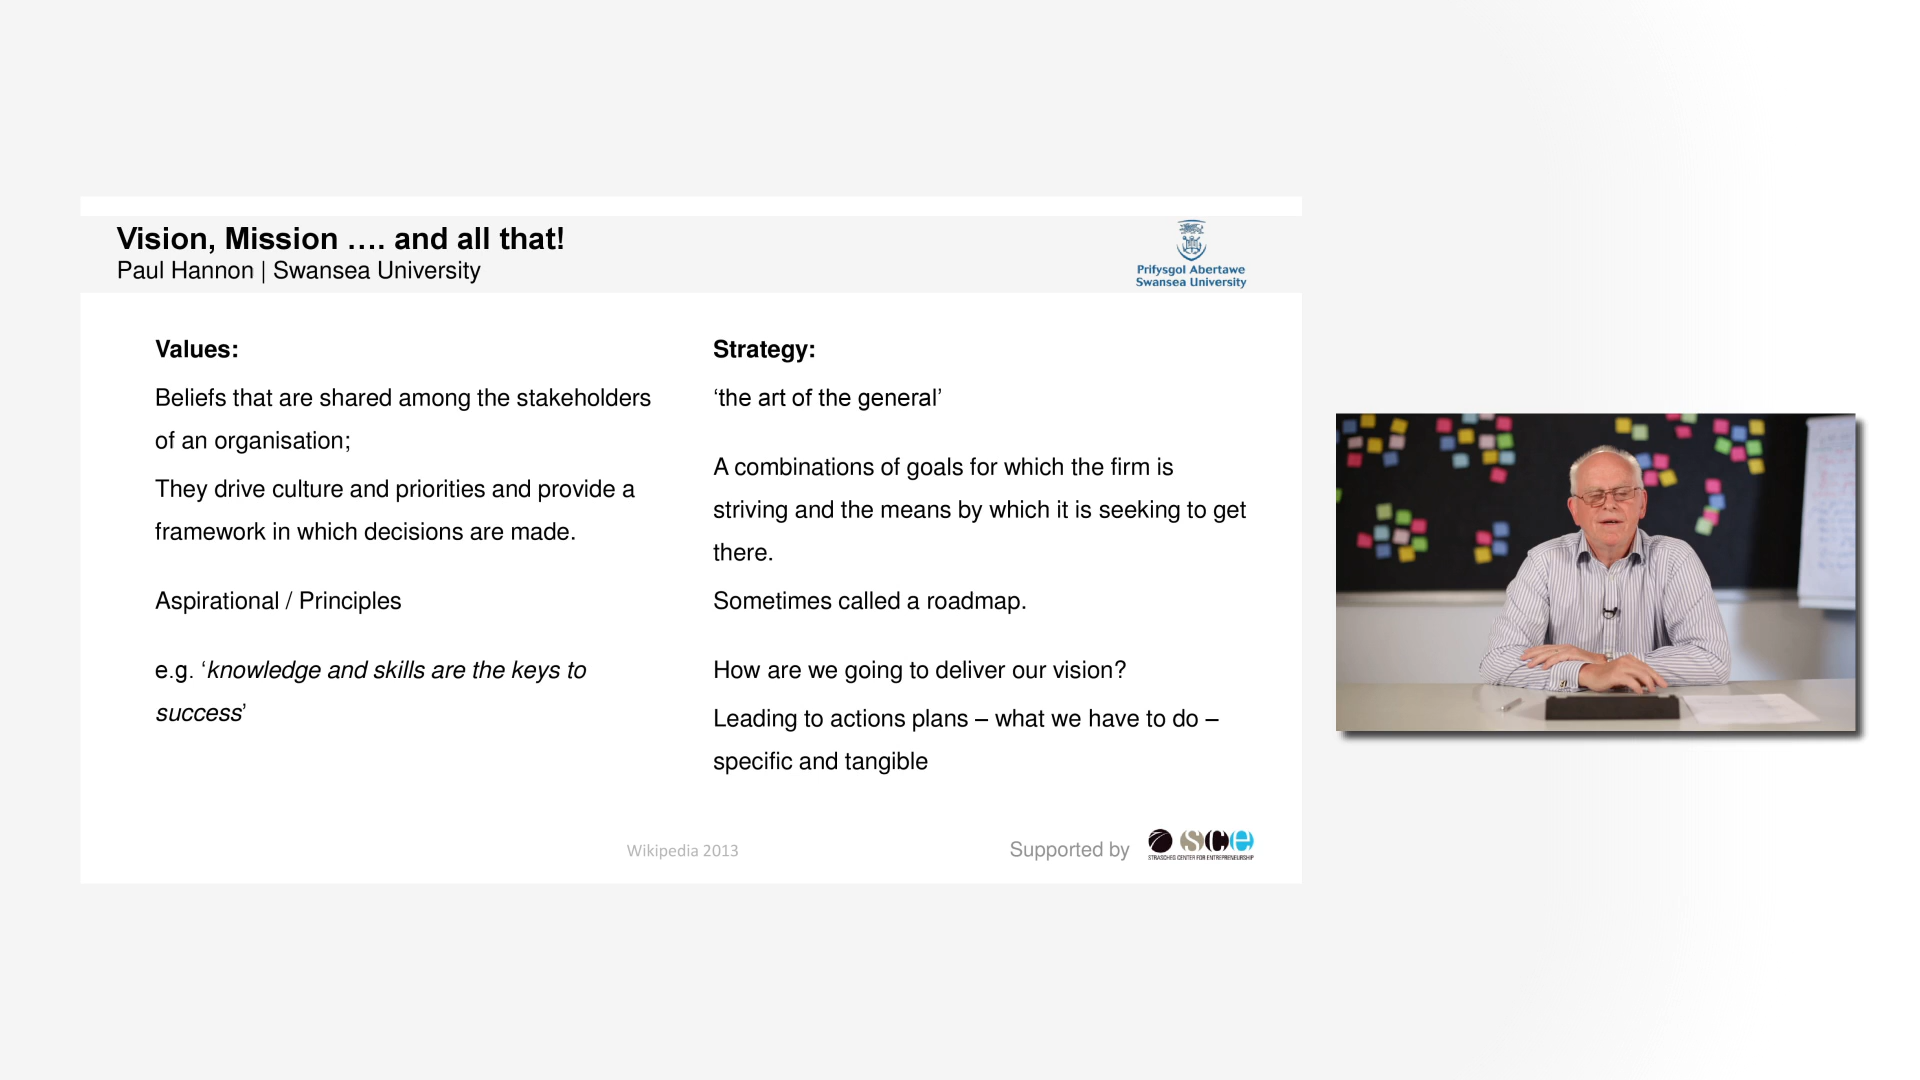 Vision, Mission …. and all that!
Paul Hannon | Swansea University
Prifysgol Abertawe
Swansea University
Values:
Beliefs that are shared among the stakeholders
of an organisation;
They drive culture and priorities and provide a
framework in which decisions are made.
Aspirational / Principles
e.g. ‘knowledge and skills are the keys to
success’
Strategy:
‘the art of the general’
A combinations of goals for which the firm is
striving and the means by which it is seeking to get
there.
Sometimes called a roadmap.
How are we going to deliver our vision?
Leading to actions plans – what we have to do –
specific and tangible
Wikipedia 2013
Supported by
sce
STRASCHEG CENTER FOR ENTREPRENEURSHIP